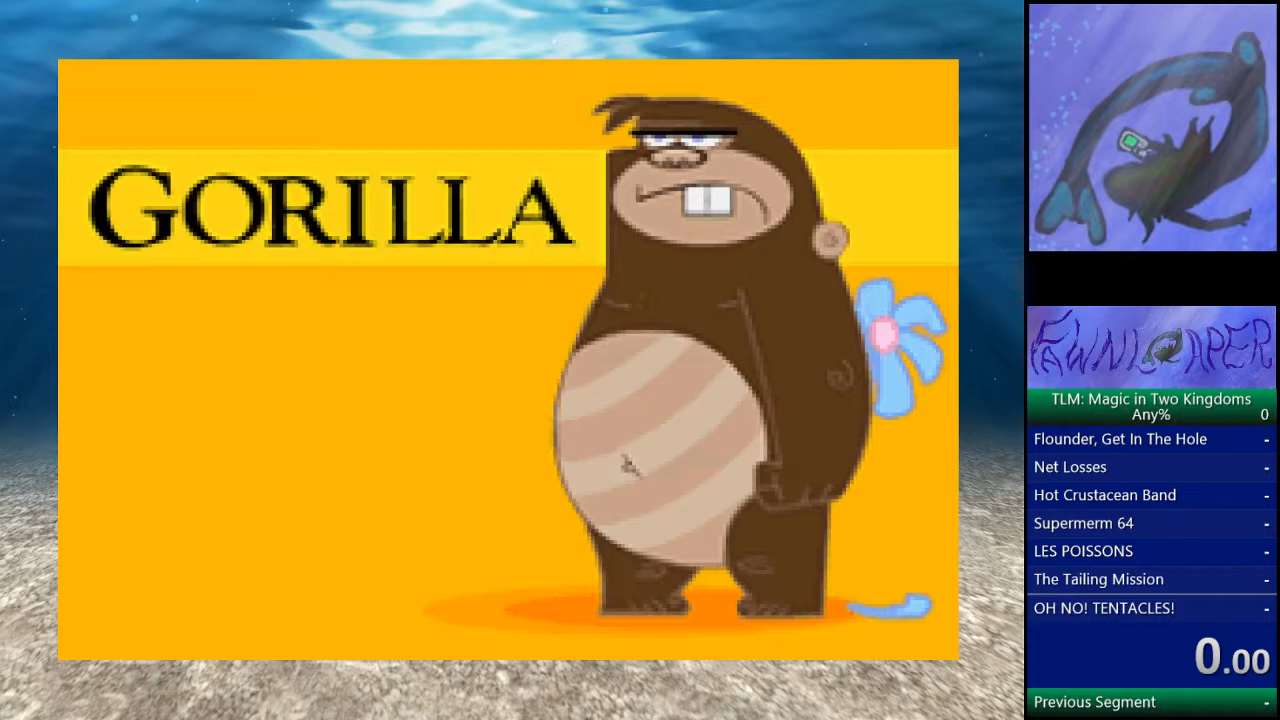 GORILLA
FAWNLEAPER
TLM: Magic in Two Kingdoms
Any% 0
Flounder, Get In The Hole -
Net Losses -
Hot Crustacean Band -
Supermerm 64 -
LES POISSONS -
The Tailing Mission -
OH NO! TENTACLES! -
0.00
Previous Segment -